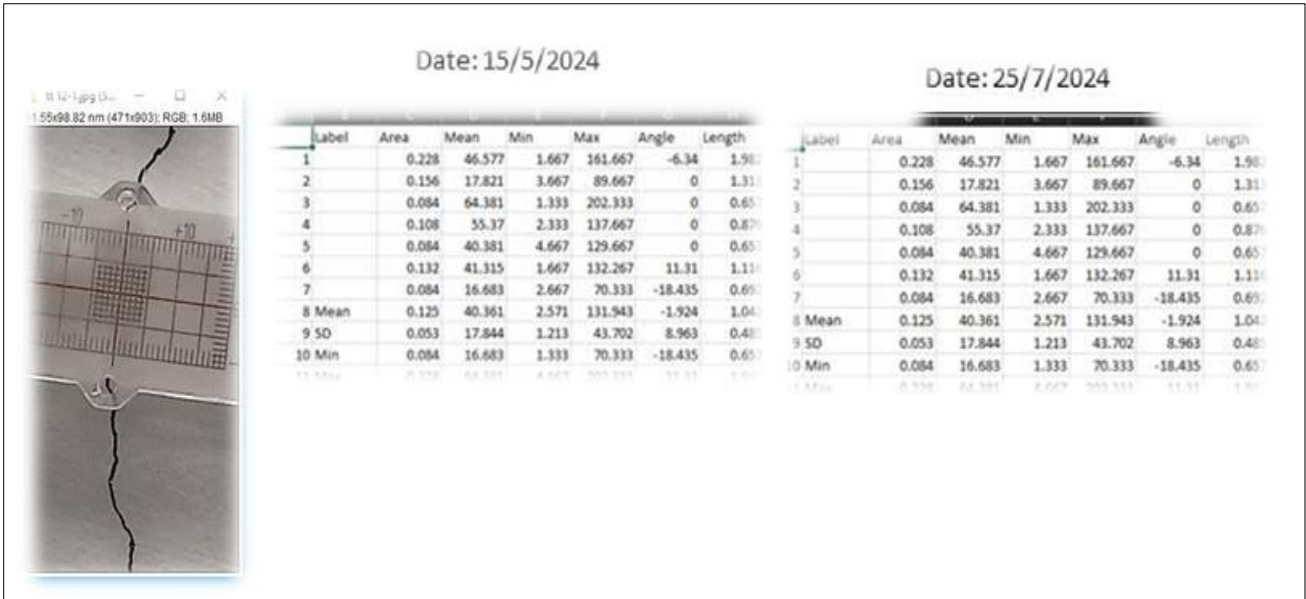 Date: 15/5/2024
Date: 25/7/2024
12-1.jpg
1.55x98.82 nm (471x903); RGB; 1.6MB
-10
+10
Label Area Mean Min Max Angle Length
1 0.228 46.577 1.667 161.667 -6.34
2 0.156 17.821 3.667 89.667 0
3 0.084 64.381 1.333 202.333 0
4 0.108 55.37 2.333 137.667 0
5 0.084 40.381 4.667 129.667 0
6 0.132 41.315 1.667 132.267 11.31
7 0.084 16.683 2.667 70.333 -18.435
8 Mean 0.125 40.361 2.571 131.943 -1.924
9 SD 0.053 17.844 1.213 43.702 8.963
10 Min 0.084 16.683 1.333 70.333 -18.435
Label Area Mean Min Max Angle Length
1 0.228 46.577 1.667 161.667 -6.34
2 0.156 17.821 3.667 89.667 0
3 0.084 64.381 1.333 202.333 0
4 0.108 55.37 2.333 137.667 0
5 0.084 40.381 4.667 129.667 0
6 0.132 41.315 1.667 132.267 11.31
7 0.084 16.683 2.667 70.333 -18.435
8 Mean 0.125 40.361 2.571 131.943 -1.924
9 SD 0.053 17.844 1.213 43.702 8.963
10 Min 0.084 16.683 1.333 70.333 -18.435